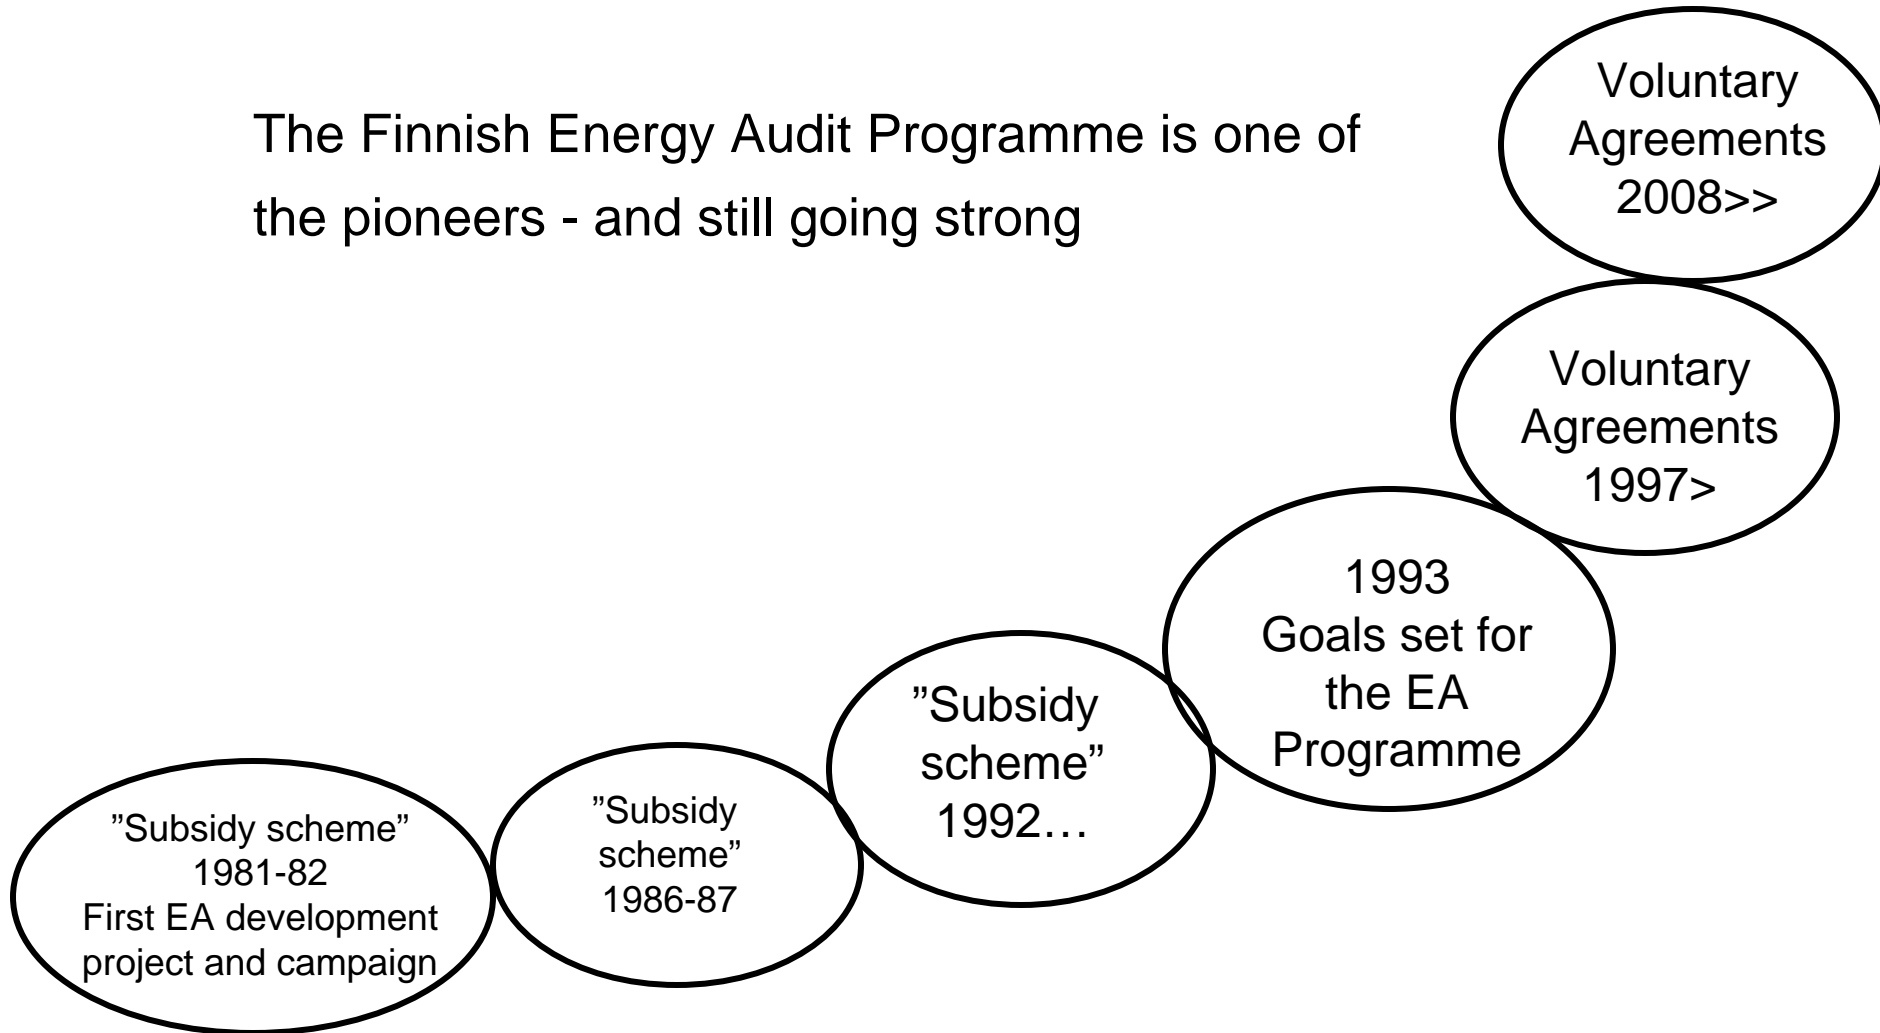 The Finnish Energy Audit Programme is one of
the pioneers - and still going strong
Voluntary
Agreements
2008>>
Voluntary
Agreements
1997>
1993
Goals set for
the EA
Programme
”Subsidy
scheme”
1992…
”Subsidy
scheme”
1986-87
”Subsidy scheme”
1981-82
First EA development
project and campaign